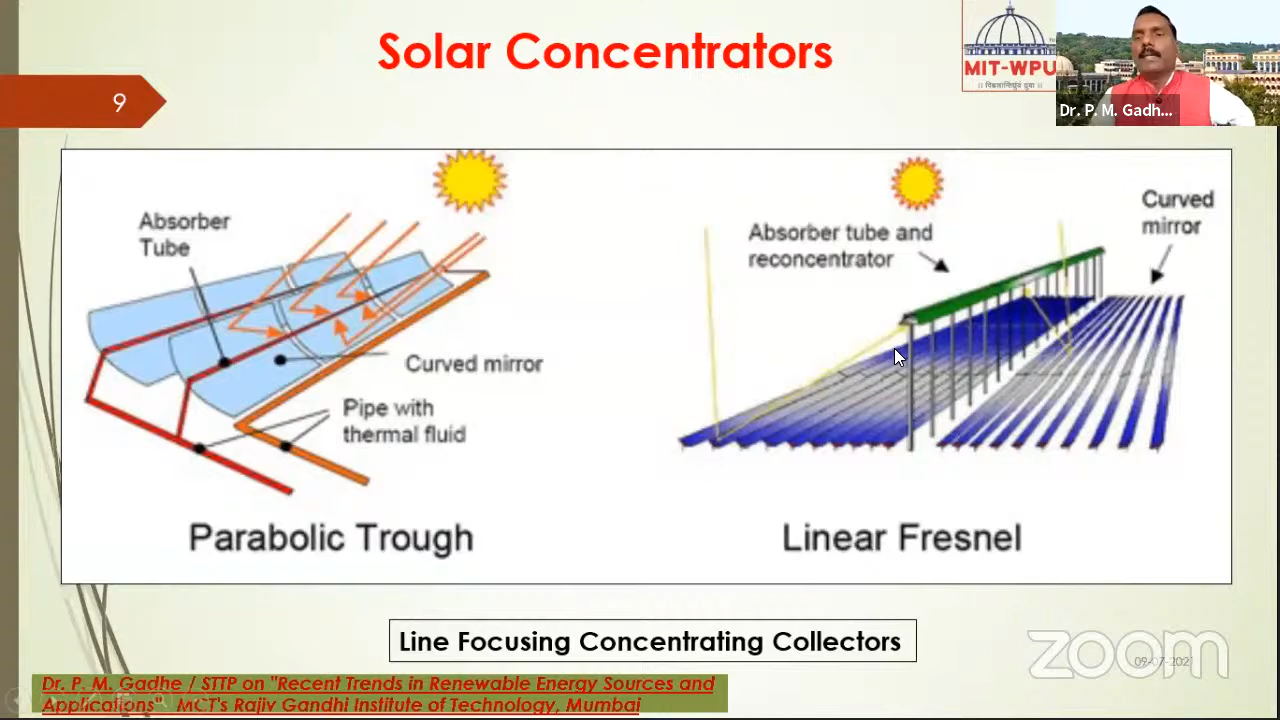 Solar Concentrators
MIT-WPU
Dr. P. M. Gadh...
9
Absorber
Tube
Curved mirror
Pipe with
thermal fluid
Parabolic Trough
Absorber tube and
reconcentrator
Curved
mirror
Linear Fresnel
Line Focusing Concentrating Collectors
zoom
Dr. P. M. Gadhe / STTP on "Recent Trends in Renewable Energy Sources and
Applications" MCT's Rajiv Gandhi Institute of Technology, Mumbai